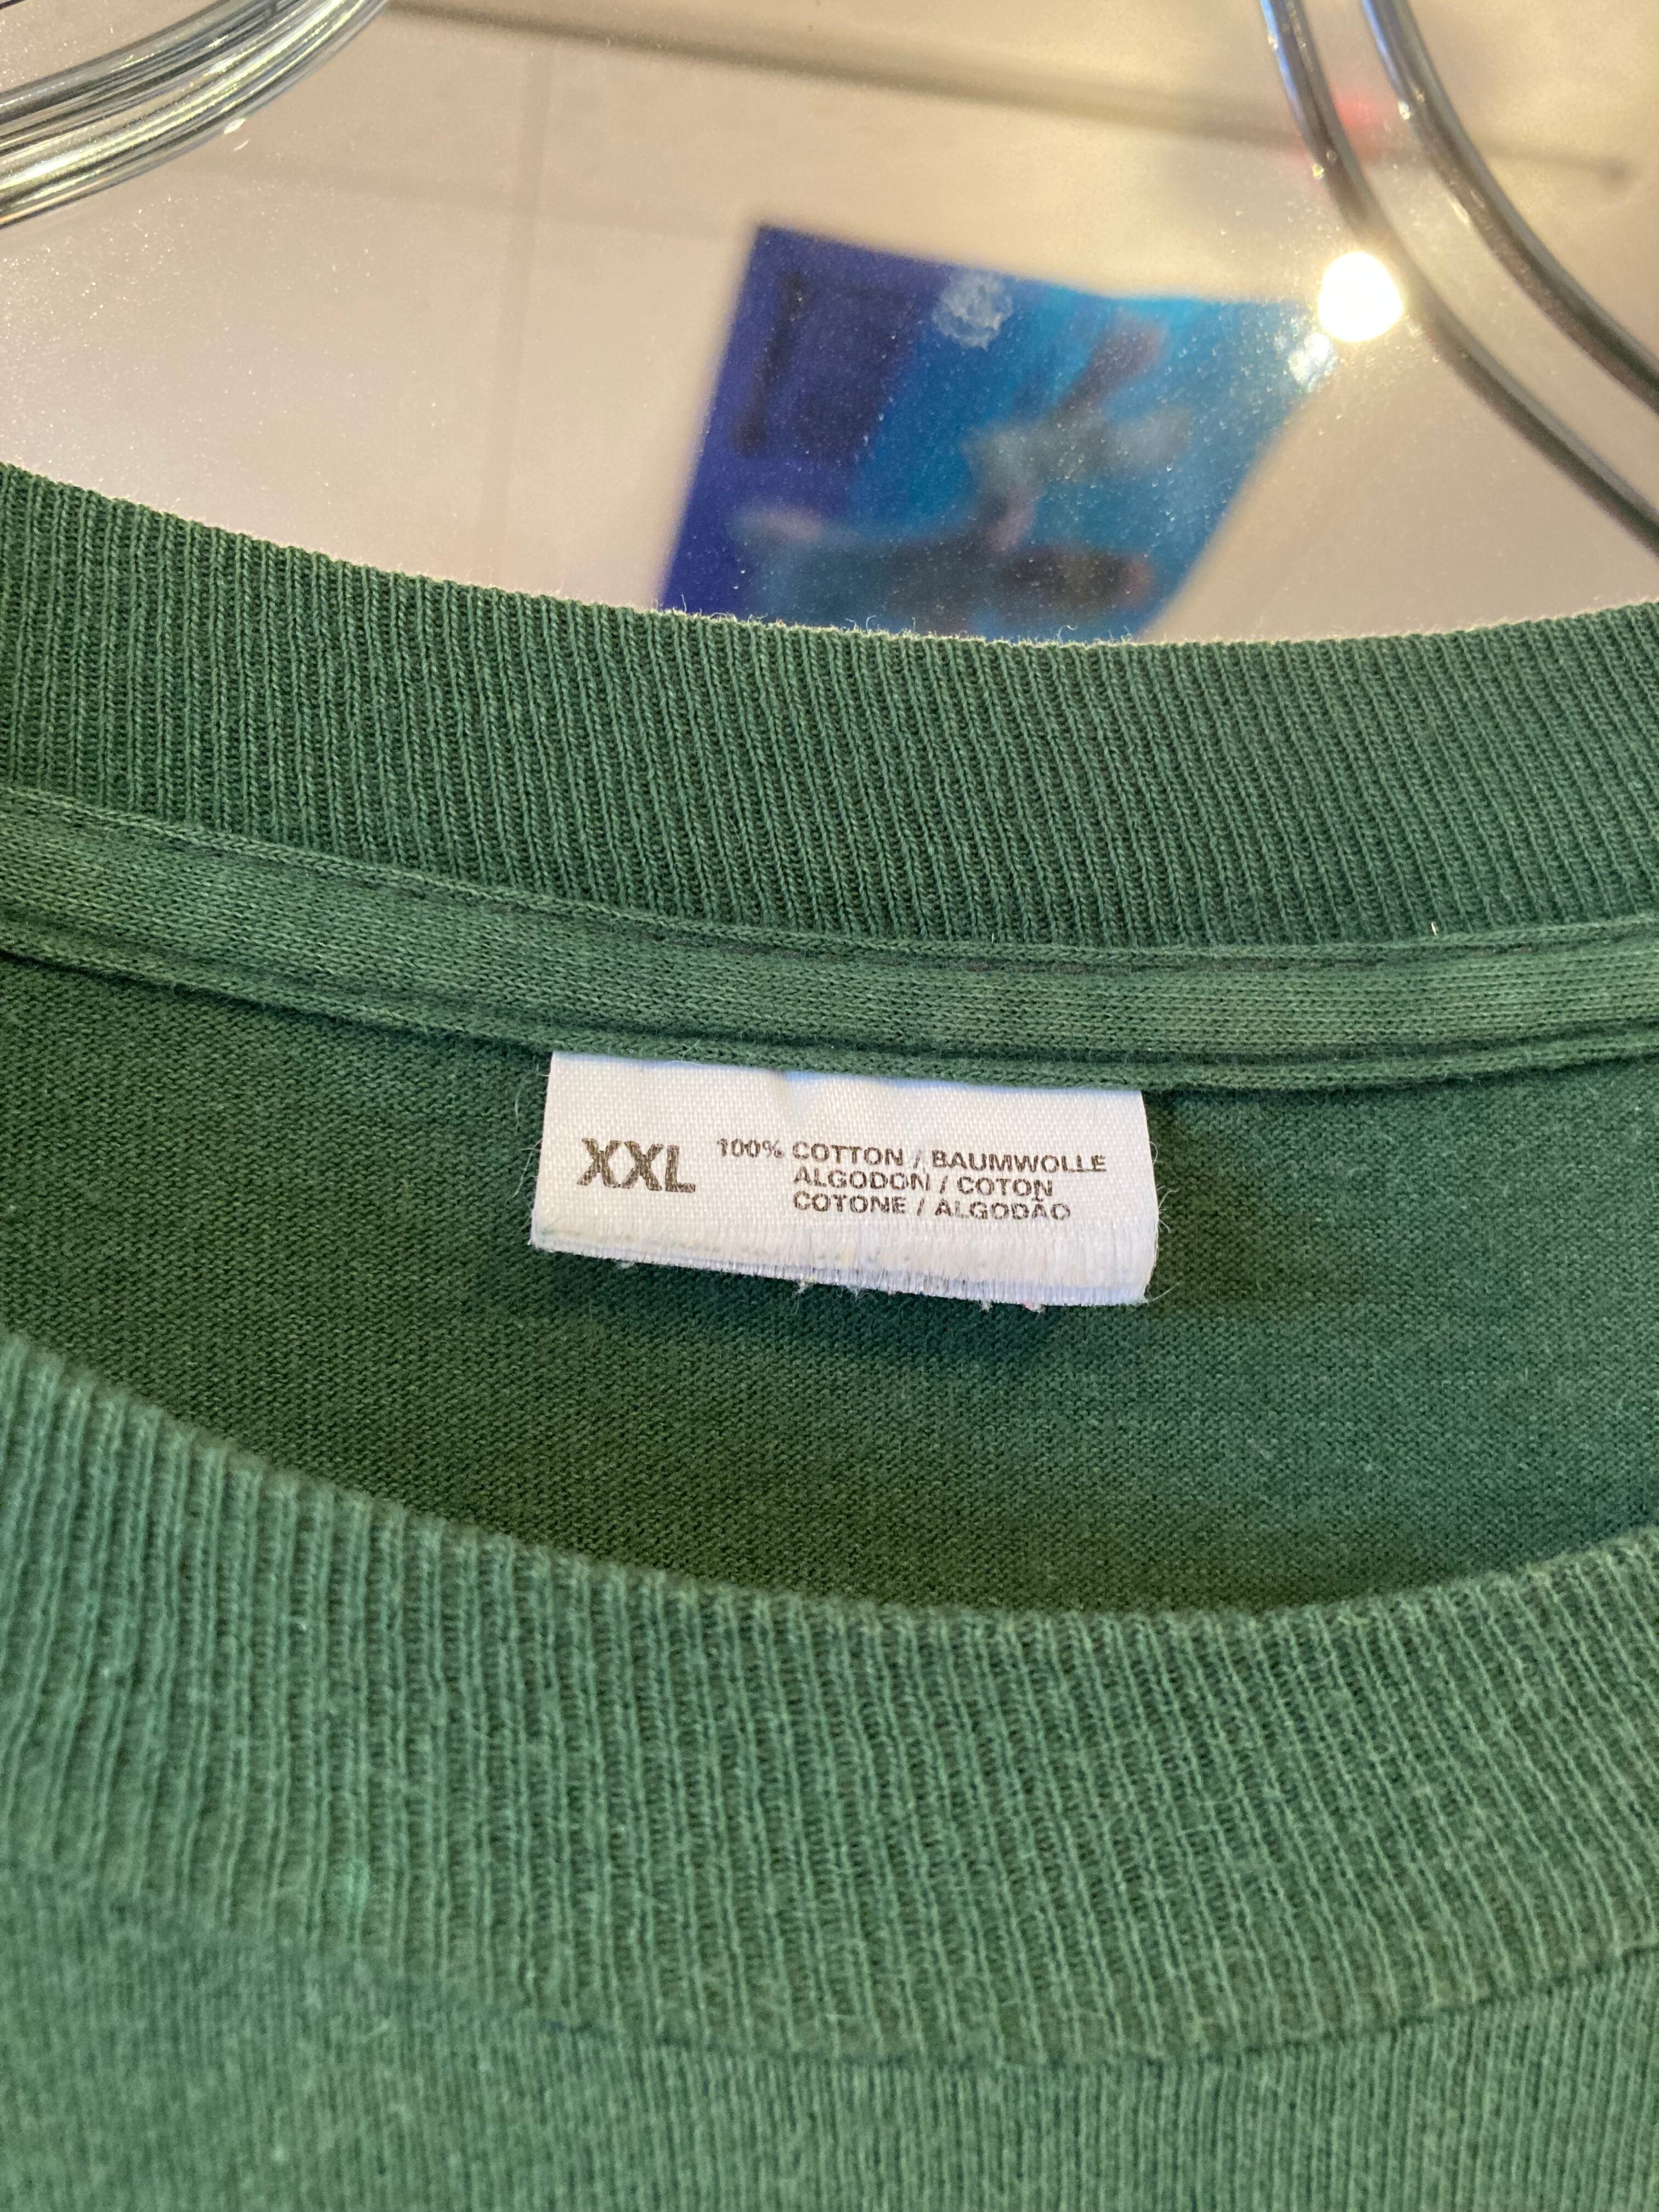 XXL
100% COTTON / BAUMWOLLE
ALGODON / COTON
COTONE / ALGODÃO